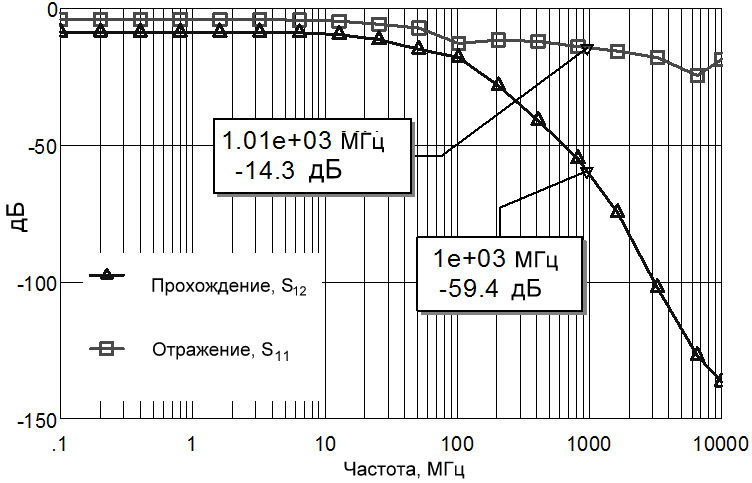 0
1.01e+03 МГц
-14.3 дБ
-50
дБ
1e+03 МГц
-59.4 дБ
Прохождение, S12
-100
Отражение, S11
-150
.1 1 10 100 1000 10000
Частота, МГц